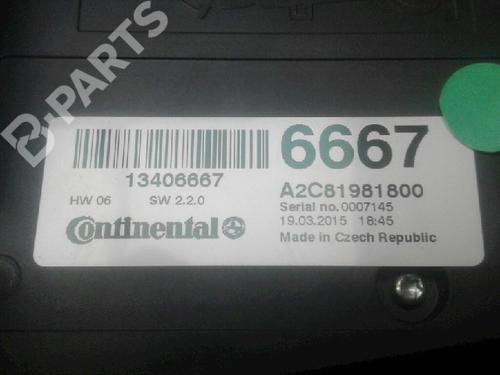 B-PARTS
6667
13406667
A2C81981800
HW 06 SW 2.2.0
Serial no. 0007145
19.03.2015 18:45
Continental
Made in Czech Republic